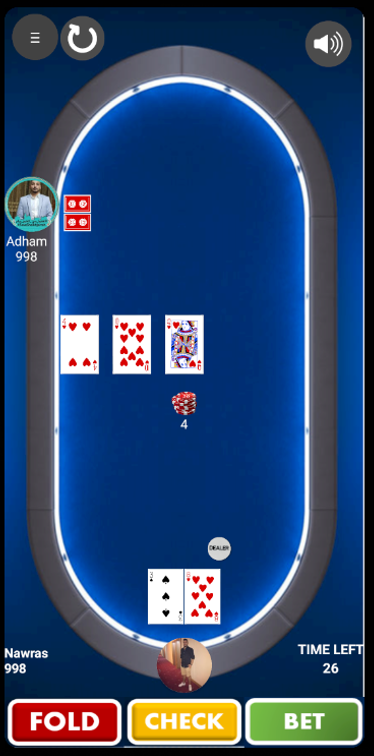 Adham
998
4
DEALER
Nawras
998
TIME LEFT
26
FOLD
CHECK
BET